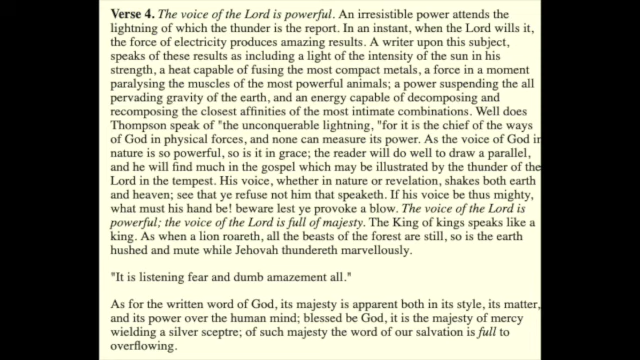 Verse 4. The voice of the Lord is powerful. An irresistible power attends the
lightning of which the thunder is the report. In an instant, when the Lord wills it,
the force of electricity produces amazing results. A writer upon this subject,
speaks of these results as including a light of the intensity of the sun in his
strength, a heat capable of fusing the most compact metals, a force in a moment
paralysing the muscles of the most powerful animals; a power suspending the all
pervading gravity of the earth, and an energy capable of decomposing and
recomposing the closest affinities of the most intimate combinations. Well does
Thompson speak of "the unconquerable lightning, "for it is the chief of the ways
of God in physical forces, and none can measure its power. As the voice of God in
nature is so powerful, so is it in grace; the reader will do well to draw a parallel,
and he will find much in the gospel which may be illustrated by the thunder of the
Lord in the tempest. His voice, whether in nature or revelation, shakes both earth
and heaven; see that ye refuse not him that speaketh. If his voice be thus mighty,
what must his hand be! beware lest ye provoke a blow. The voice of the Lord is
powerful; the voice of the Lord is full of majesty. The King of kings speaks like a
king. As when a lion roareth, all the beasts of the forest are still, so is the earth
hushed and mute while Jehovah thundereth marvellously.
"It is listening fear and dumb amazement all."
As for the written word of God, its majesty is apparent both in its style, its matter,
and its power over the human mind; blessed be God, it is the majesty of mercy
wielding a silver sceptre; of such majesty the word of our salvation is full to
overflowing.